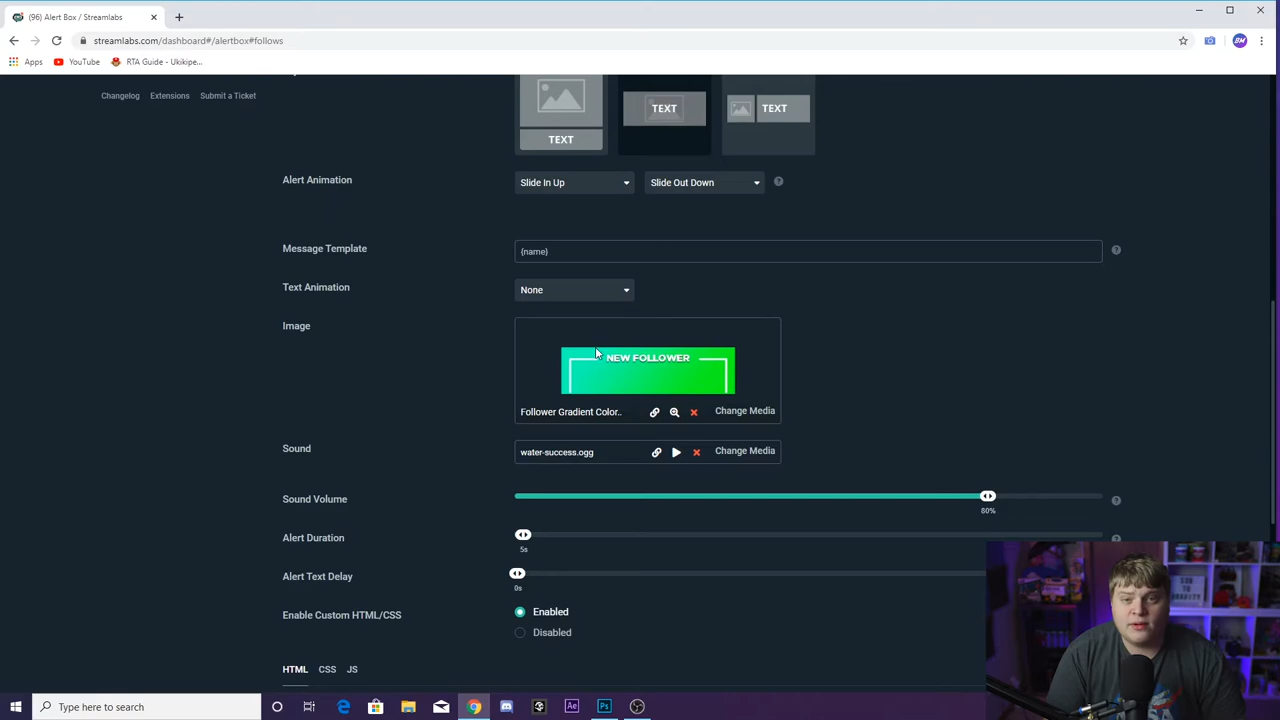 (96) Alert Box / Streamlabs
streamlabs.com/dashboard#/alertbox#follows
BM
Apps
YouTube
RTA Guide - Ukikipe...
Changelog
Extensions
Submit a Ticket
TEXT
TEXT
TEXT
Alert Animation
Slide In Up
Slide Out Down
Message Template
{name}
Text Animation
None
Image
NEW FOLLOWER
Follower Gradient Color..
Change Media
Sound
water-success.ogg
Change Media
Sound Volume
80%
Alert Duration
5s
Alert Text Delay
0s
Enable Custom HTML/CSS
Enabled
Disabled
HTML CSS JS
Type here to search
Ae
Ps